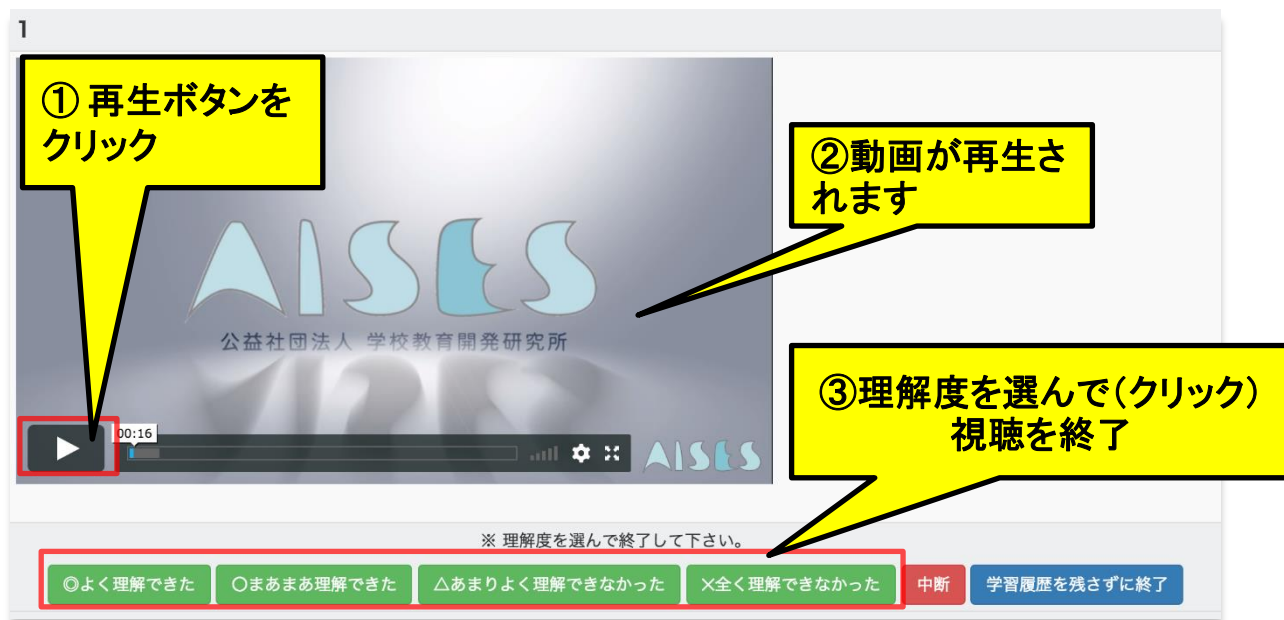 1
① 再生ボタンを
クリック
②動画が再生さ
れます
AISES
公益社団法人 学校教育開発研究所
③理解度を選んで(クリック)
視聴を終了
00:16
AISES
※ 理解度を選んで終了して下さい。
◎よく理解できた
○まあまあ理解できた
△あまりよく理解できなかった
×全く理解できなかった
中断
学習履歴を残さずに終了